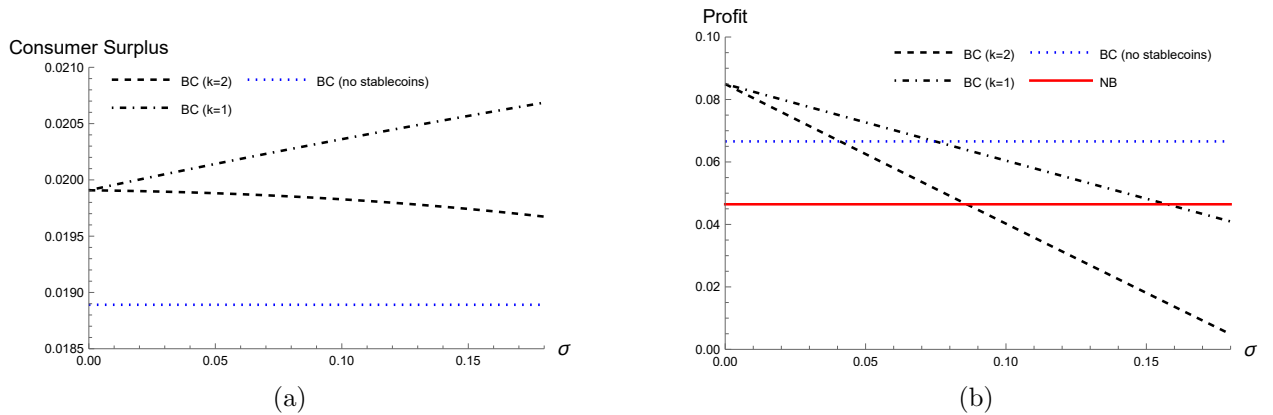 Consumer Surplus
0.0210
BC (k=2)
BC (no stablecoins)
BC (k=1)
0.0205
0.0200
0.0195
0.0190
0.0185
0.00
0.05
0.10
0.15
σ
(a)
Profit
0.10
BC (k=2)
BC (no stablecoins)
BC (k=1)
NB
0.08
0.06
0.04
0.02
0.00
0.00
0.05
0.10
0.15
σ
(b)